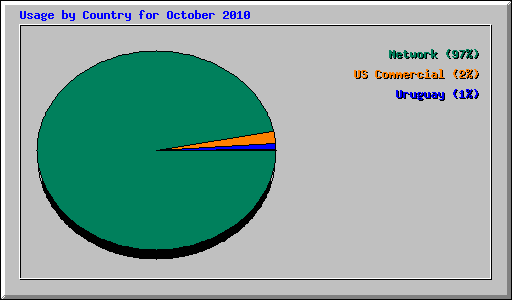 Usage by Country for October 2010
Network (97%)
US Commercial (2%)
Uruguay (1%)